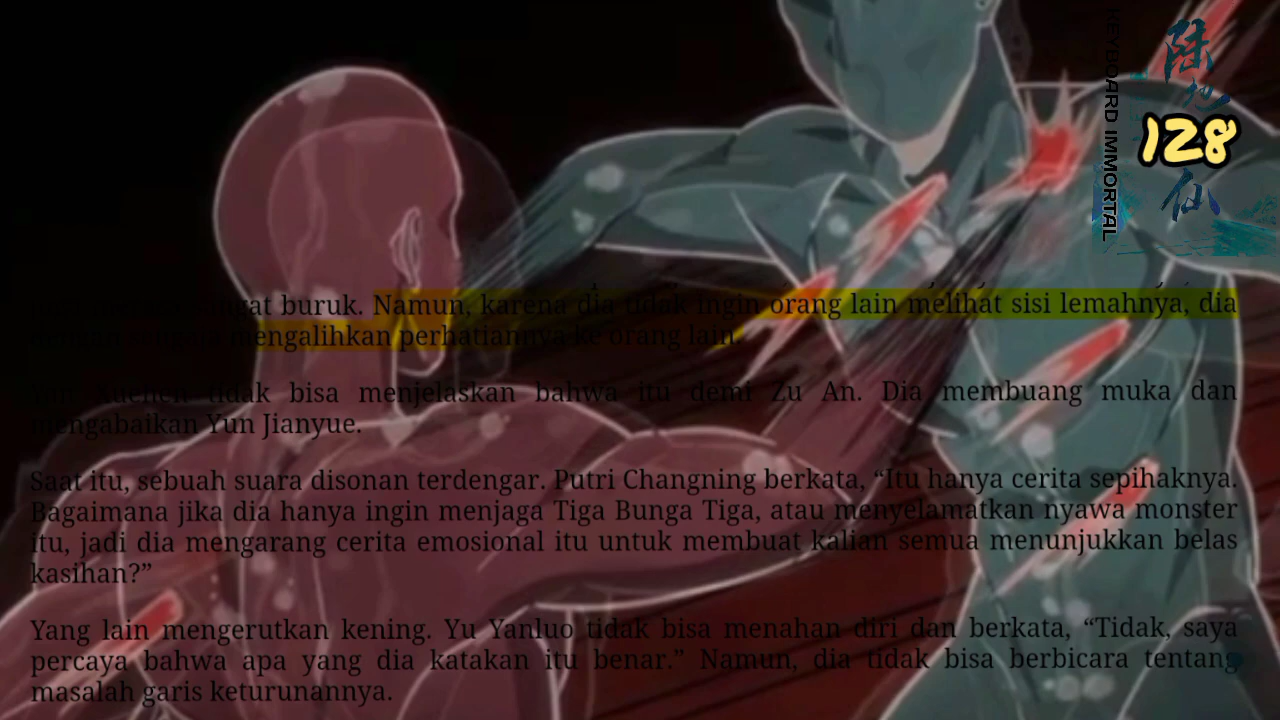 buruk. Namun, karena dia tidak ingin orang lain melihat sisi lemahnya, dia
mengalihkan perhatiannya ke orang lain.
tidak bisa menjelaskan bahwa itu demi Zu An. Dia membuang muka dan
mengabaikan Yun Jianyue.
Saat itu, sebuah suara disonan terdengar. Putri Changning berkata, “Itu hanya cerita sepihaknya.
Bagaimana jika dia hanya ingin menjaga Tiga Bunga Tiga, atau menyelamatkan nyawa monster
itu, jadi dia mengarang cerita emosional itu untuk membuat kalian semua menunjukkan belas
kasihan?”
Yang lain mengerutkan kening. Yu Yanluo tidak bisa menahan diri dan berkata, “Tidak, saya
percaya bahwa apa yang dia katakan itu benar.” Namun, dia tidak bisa berbicara tentang
masalah garis keturunannya.
KEYBOARD IMMORTAL
陆地
128
仙